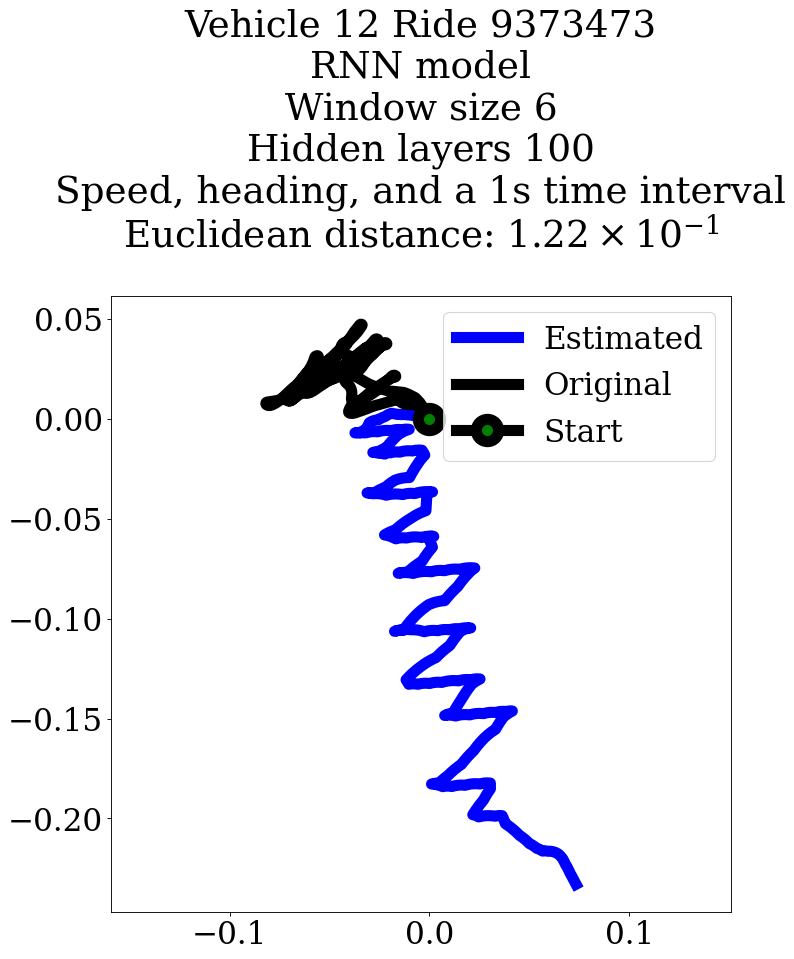 Vehicle 12 Ride 9373473
RNN model
Window size 6
Hidden layers 100
Speed, heading, and a 1s time interval
Euclidean distance: 1.22 × 10⁻¹
Estimated
Original
Start
0.05
0.00
−0.05
−0.10
−0.15
−0.20
−0.1
0.0
0.1